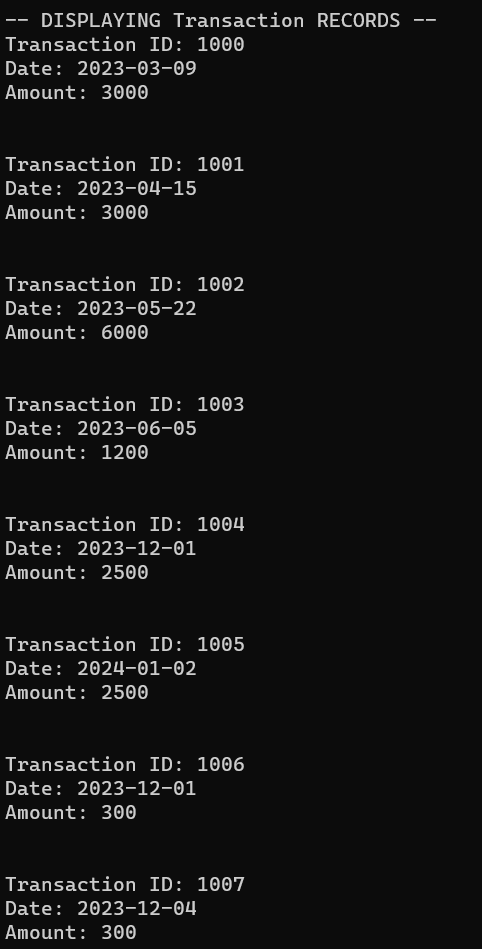 -- DISPLAYING Transaction RECORDS --
Transaction ID: 1000
Date: 2023-03-09
Amount: 3000
Transaction ID: 1001
Date: 2023-04-15
Amount: 3000
Transaction ID: 1002
Date: 2023-05-22
Amount: 6000
Transaction ID: 1003
Date: 2023-06-05
Amount: 1200
Transaction ID: 1004
Date: 2023-12-01
Amount: 2500
Transaction ID: 1005
Date: 2024-01-02
Amount: 2500
Transaction ID: 1006
Date: 2023-12-01
Amount: 300
Transaction ID: 1007
Date: 2023-12-04
Amount: 300